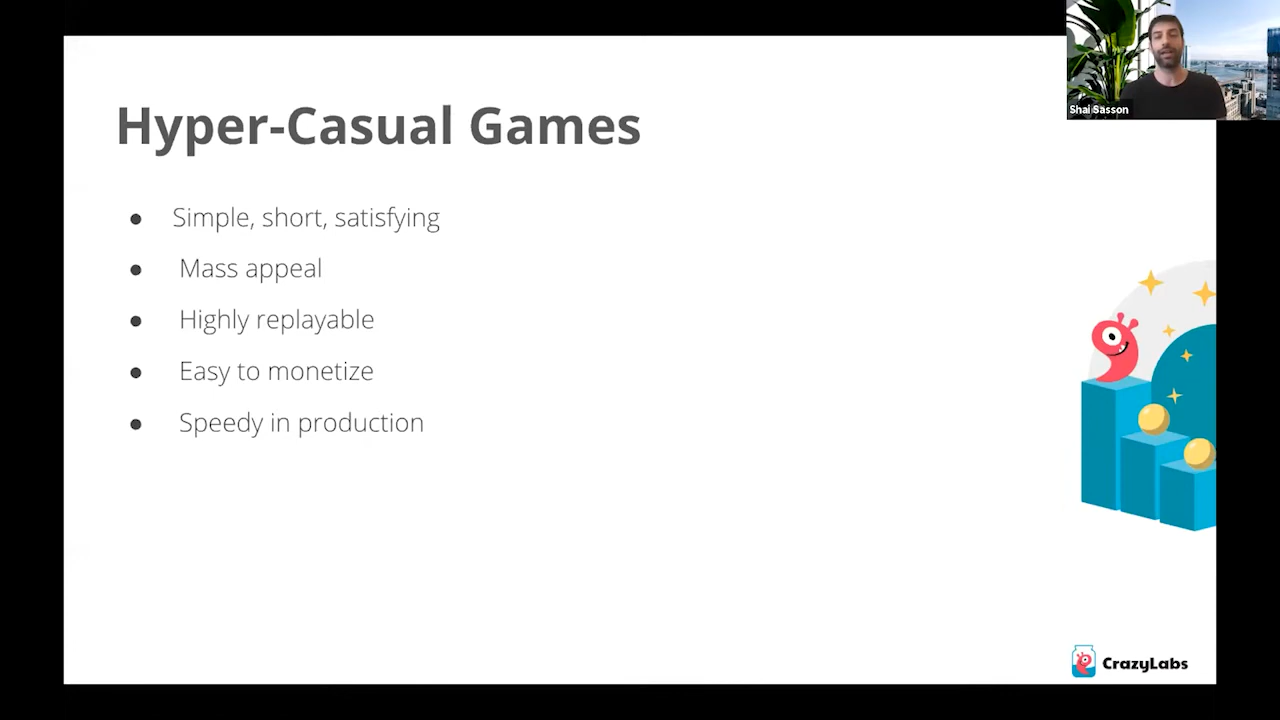 Hyper-Casual Games
● Simple, short, satisfying
● Mass appeal
● Highly replayable
● Easy to monetize
● Speedy in production
Shai Sasson
CrazyLabs